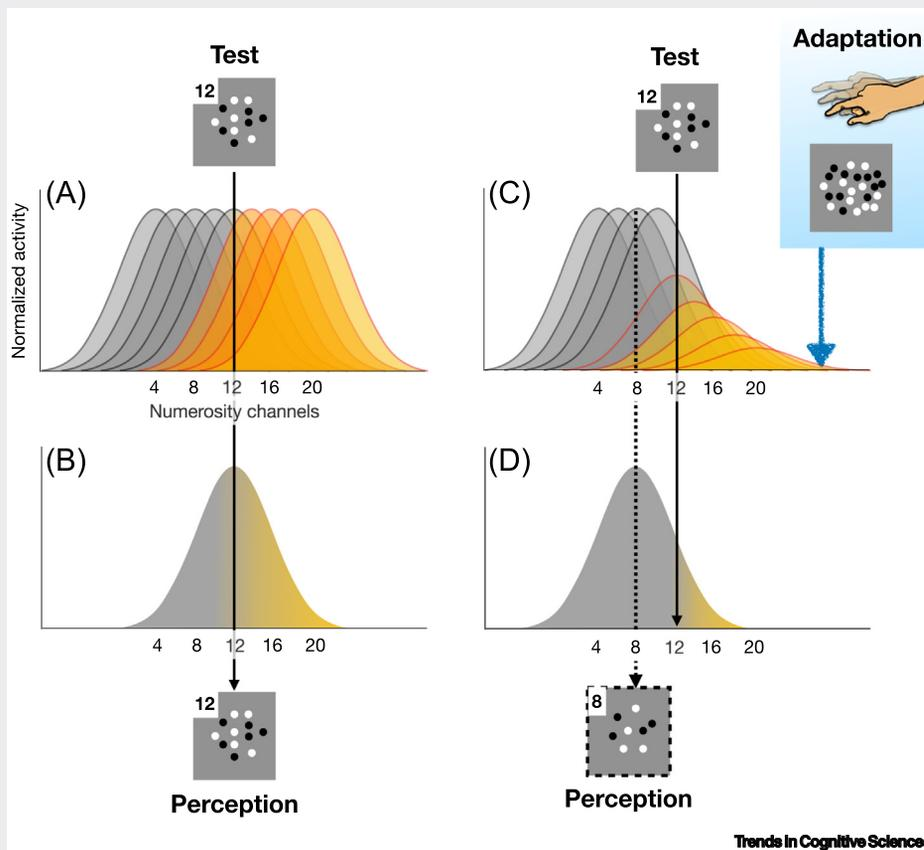 Test
12
(A)
Normalized activity
4 8 12 16 20
Numerosity channels
(B)
4 8 12 16 20
12
Perception
Test
12
Adaptation
(C)
4 8 12 16 20
(D)
4 8 12 16 20
8
Perception
Trends in Cognitive Science